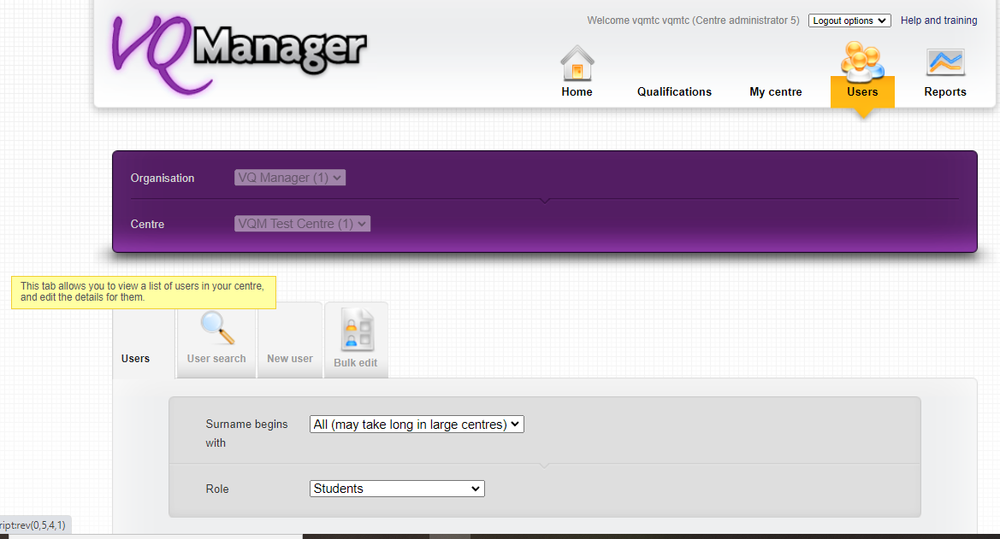 VQManager
Welcome vqmtc vqmtc (Centre administrator 5) Logout options Help and training
Home Qualifications My centre Users Reports
Organisation VQ Manager (1)
Centre VQM Test Centre (1)
This tab allows you to view a list of users in your centre,
and edit the details for them.
Users User search New user Bulk edit
Surname begins All (may take long in large centres)
with
Role Students
ript:rev(0,5,4,1)